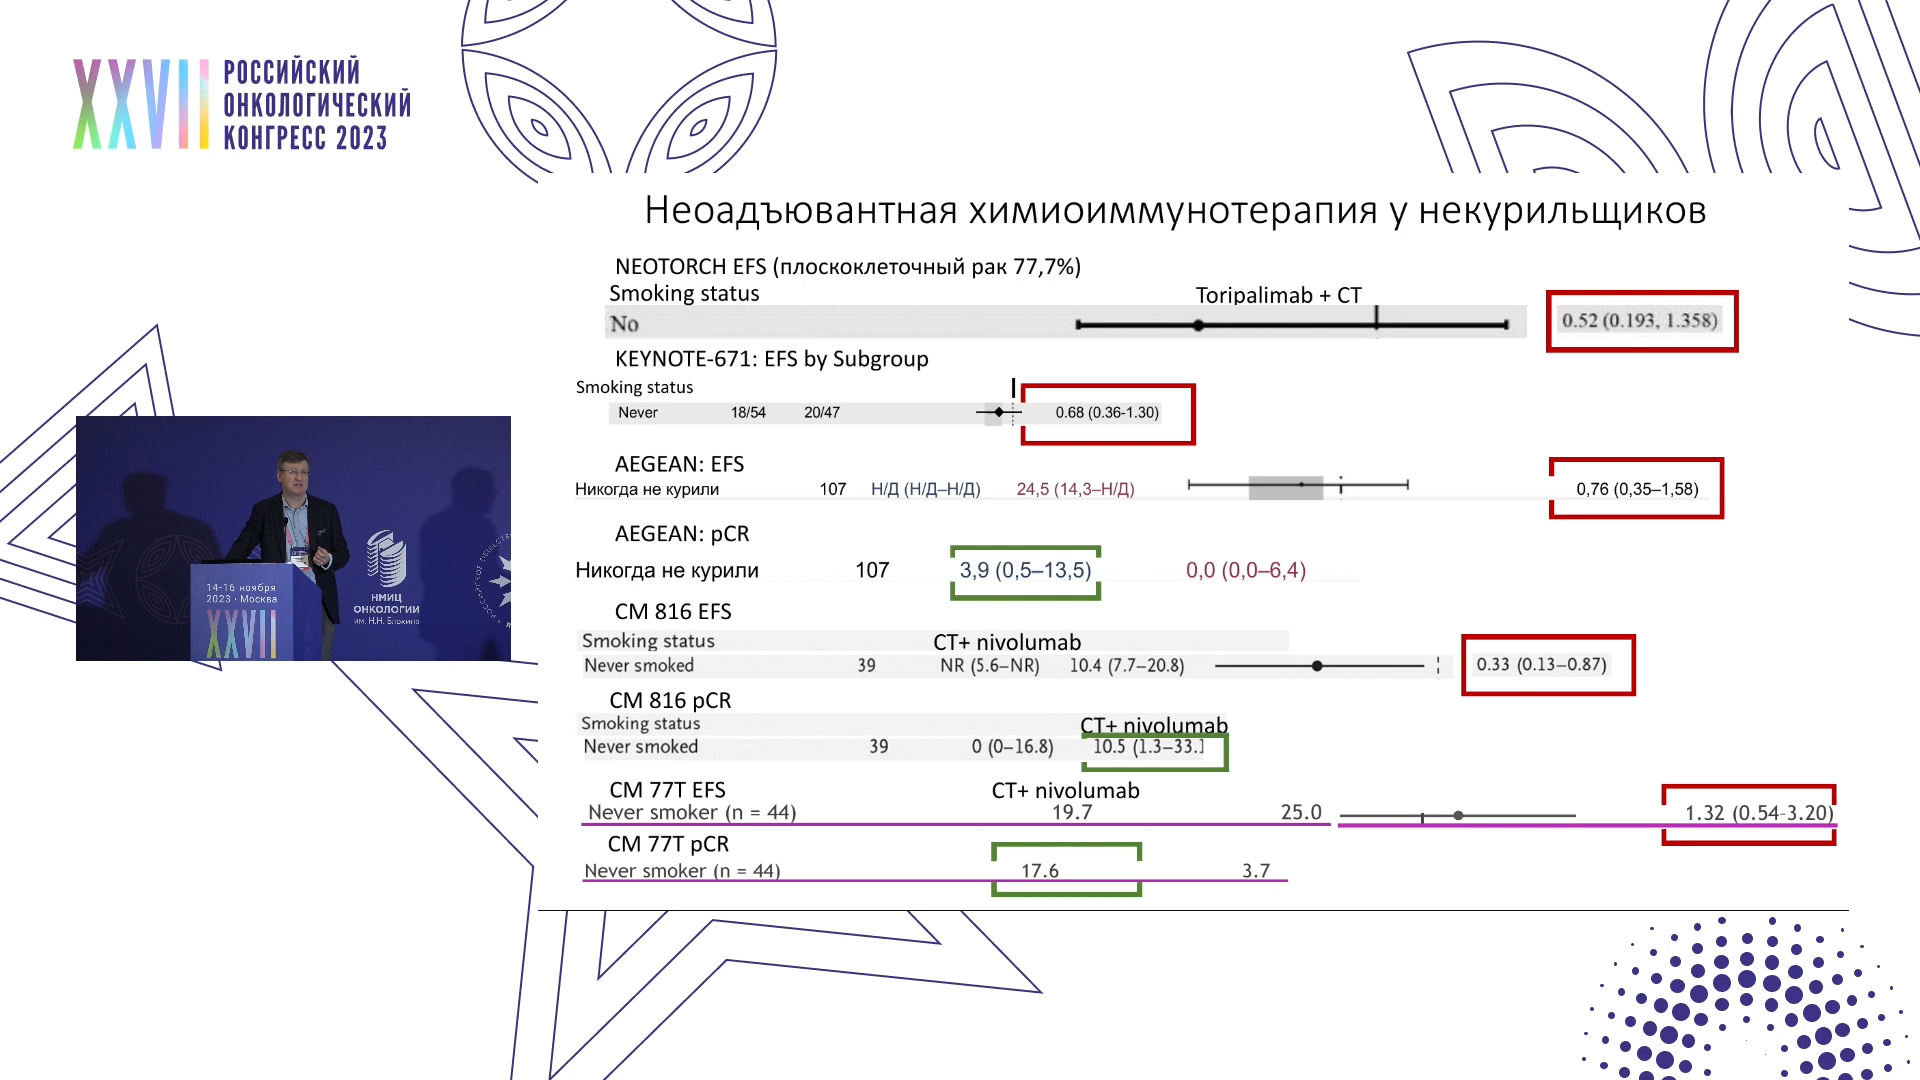 XXVII РОССИЙСКИЙ
ОНКОЛОГИЧЕСКИЙ
КОНГРЕСС 2023
Неоадъювантная химиоиммунотерапия у некурильщиков
NEOTORCH EFS (плоскоклеточный рак 77,7%)
Smoking status Toripalimab + CT
No 0.52 (0.193, 1.358)
KEYNOTE-671: EFS by Subgroup
Smoking status
Never 18/54 20/47 0.68 (0.36-1.30)
AEGEAN: EFS
Никогда не курили 107 Н/Д (Н/Д–Н/Д) 24,5 (14,3–Н/Д) 0,76 (0,35–1,58)
AEGEAN: pCR
Никогда не курили 107 3,9 (0,5–13,5) 0,0 (0,0–6,4)
CM 816 EFS
Smoking status CT+ nivolumab
Never smoked 39 NR (5.6–NR) 10.4 (7.7–20.8) 0.33 (0.13–0.87)
CM 816 pCR
Smoking status CT+ nivolumab
Never smoked 39 0 (0–16.8) 10.5 (1.3–33.1
CM 77T EFS CT+ nivolumab
Never smoker (n = 44) 19.7 25.0 1.32 (0.54-3.20)
CM 77T pCR
Never smoker (n = 44) 17.6 3.7
14-16 ноября
2023 • Москва
XXVII
НМИЦ
ОНКОЛОГИИ
им. Н.Н. Блохина